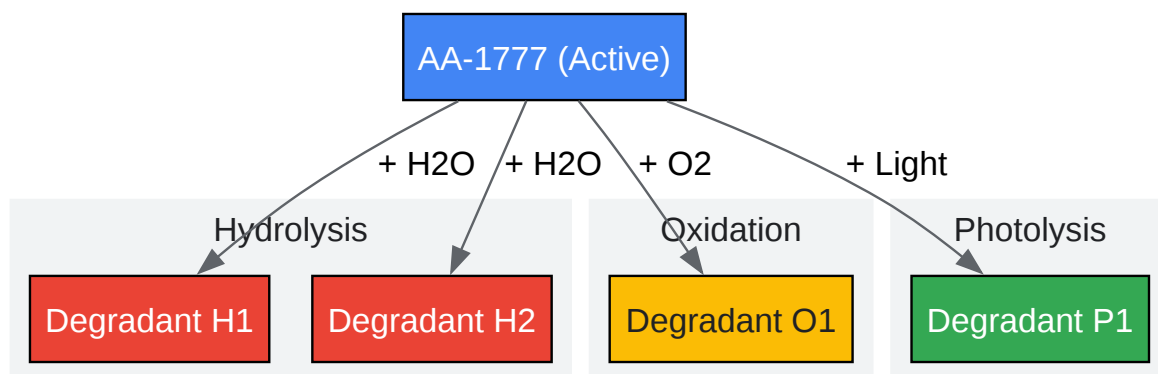 AA-1777 (Active)
+ H2O
+ H2O
+ O2
+ Light
Hydrolysis
Oxidation
Photolysis
Degradant H1
Degradant H2
Degradant O1
Degradant P1